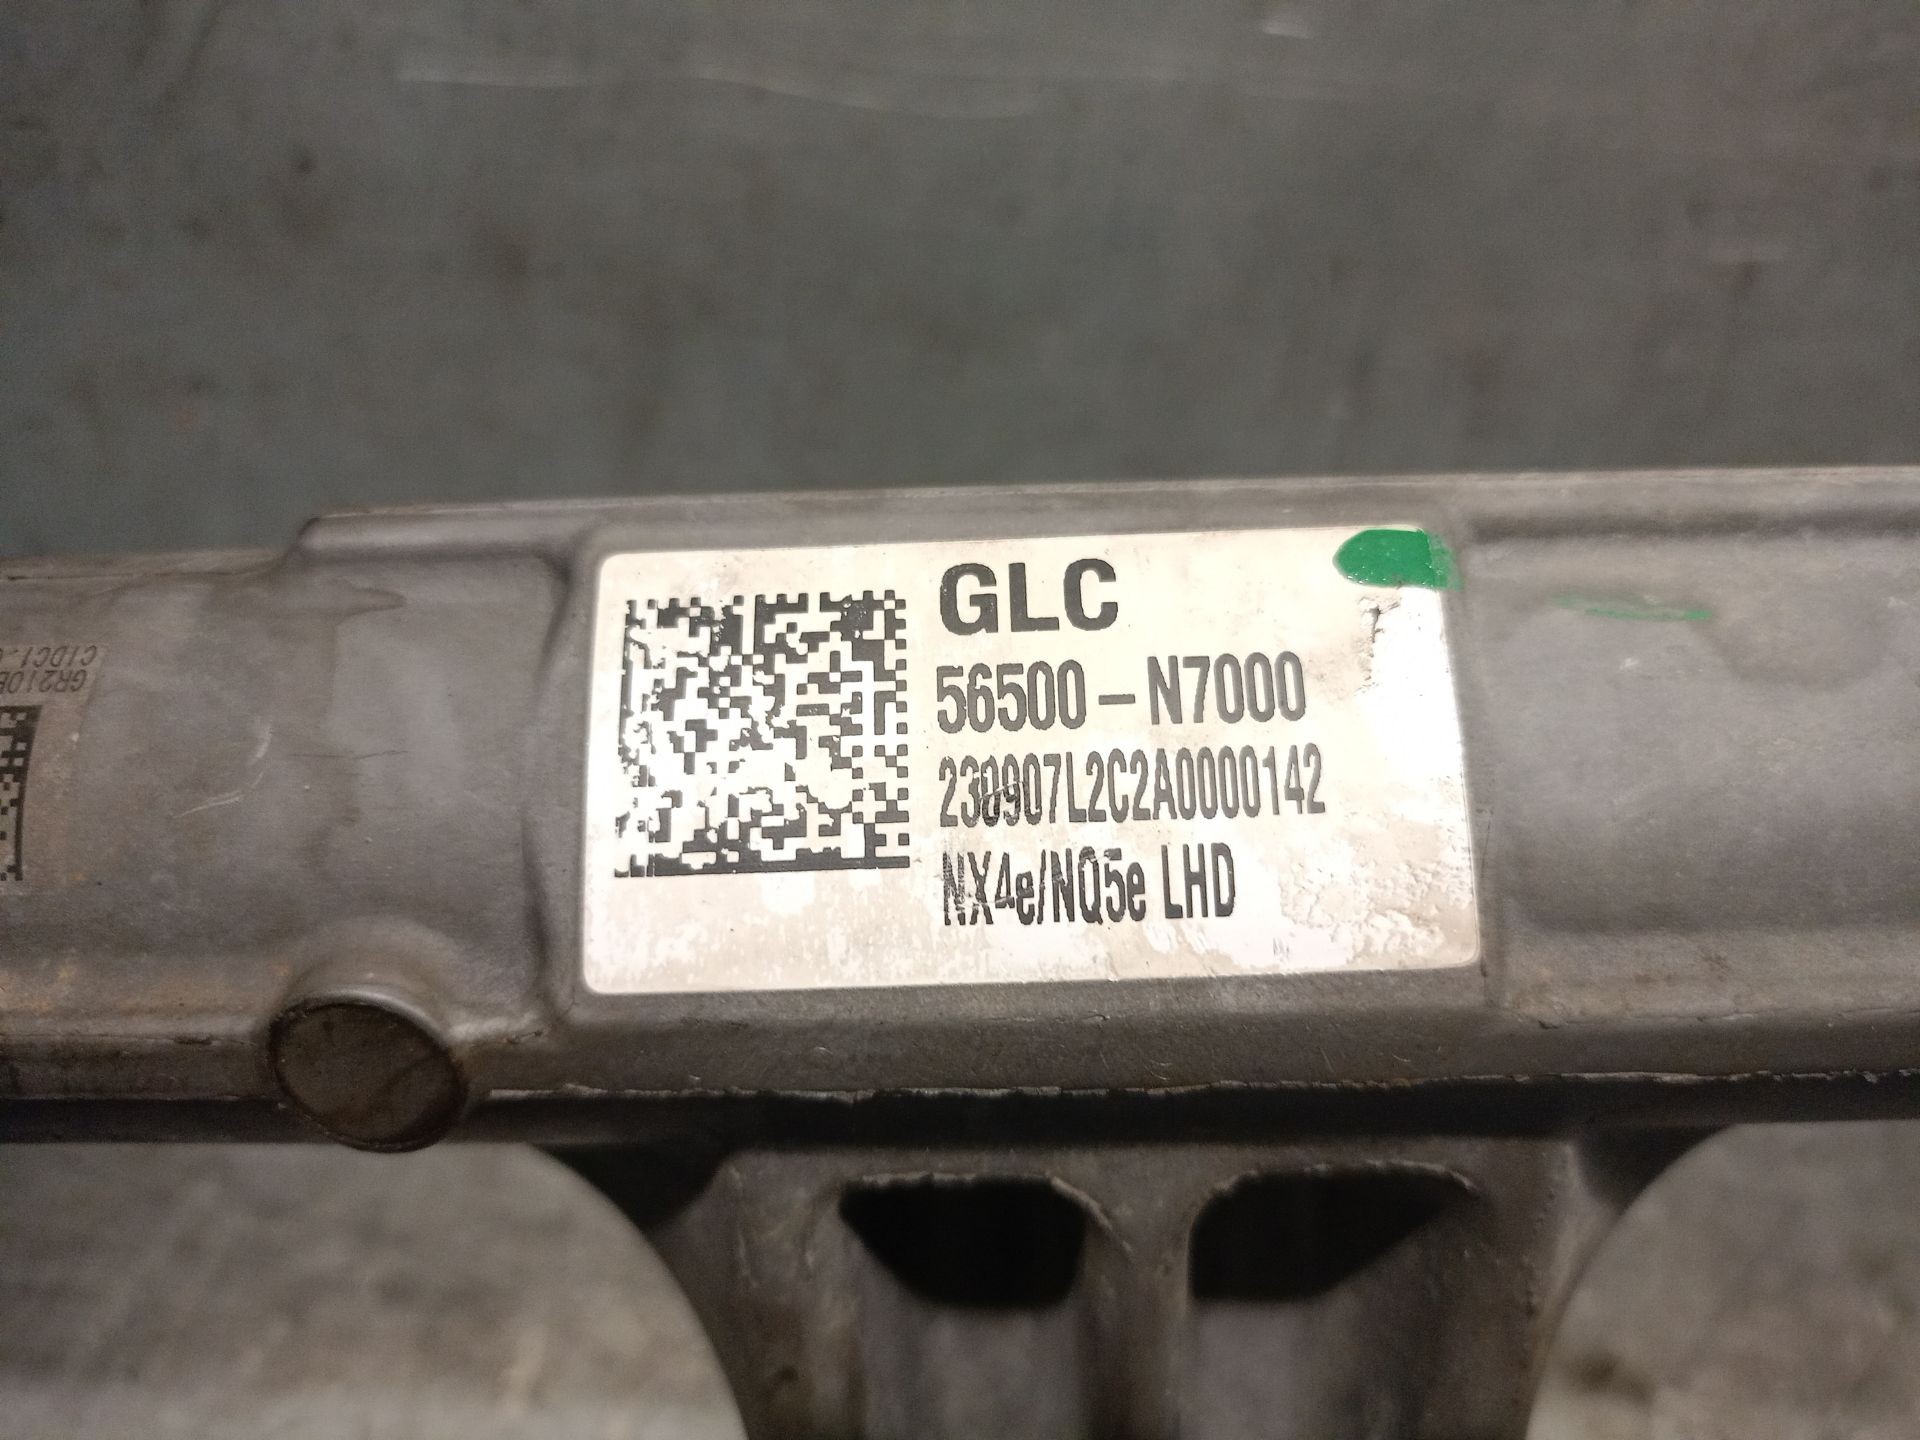 GLC
56500-N7000
230907L2C2A0000142
NX4e/NQ5e LHD